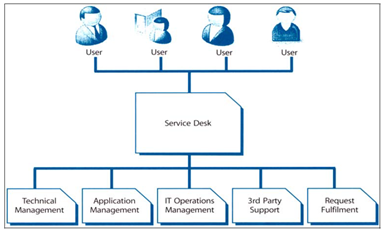 User User User User
Service Desk
Technical Application IT Operations 3rd Party Request
Management Management Management Support Fulfilment